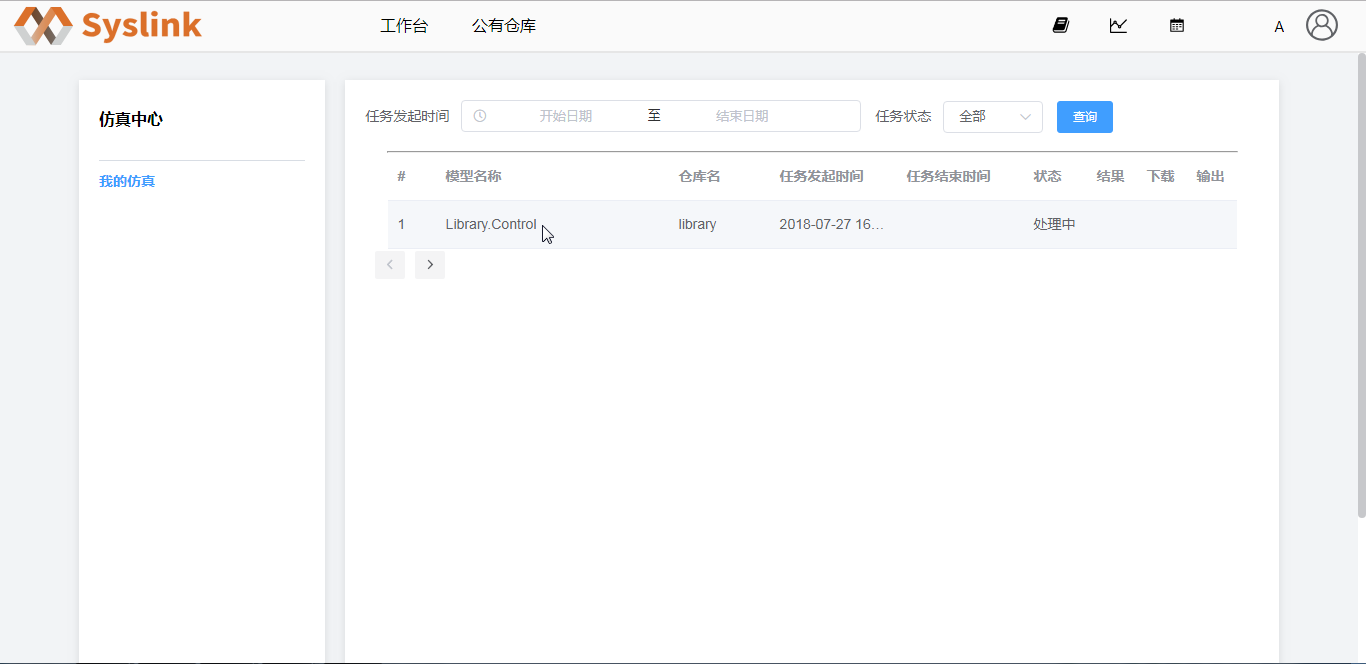 Syslink 工作台 公有仓库 A
仿真中心
我的仿真
任务发起时间 开始日期 至 结束日期 任务状态 全部 查询
# 模型名称 仓库名 任务发起时间 任务结束时间 状态 结果 下载 输出
1 Library.Control library 2018-07-27 16... 处理中